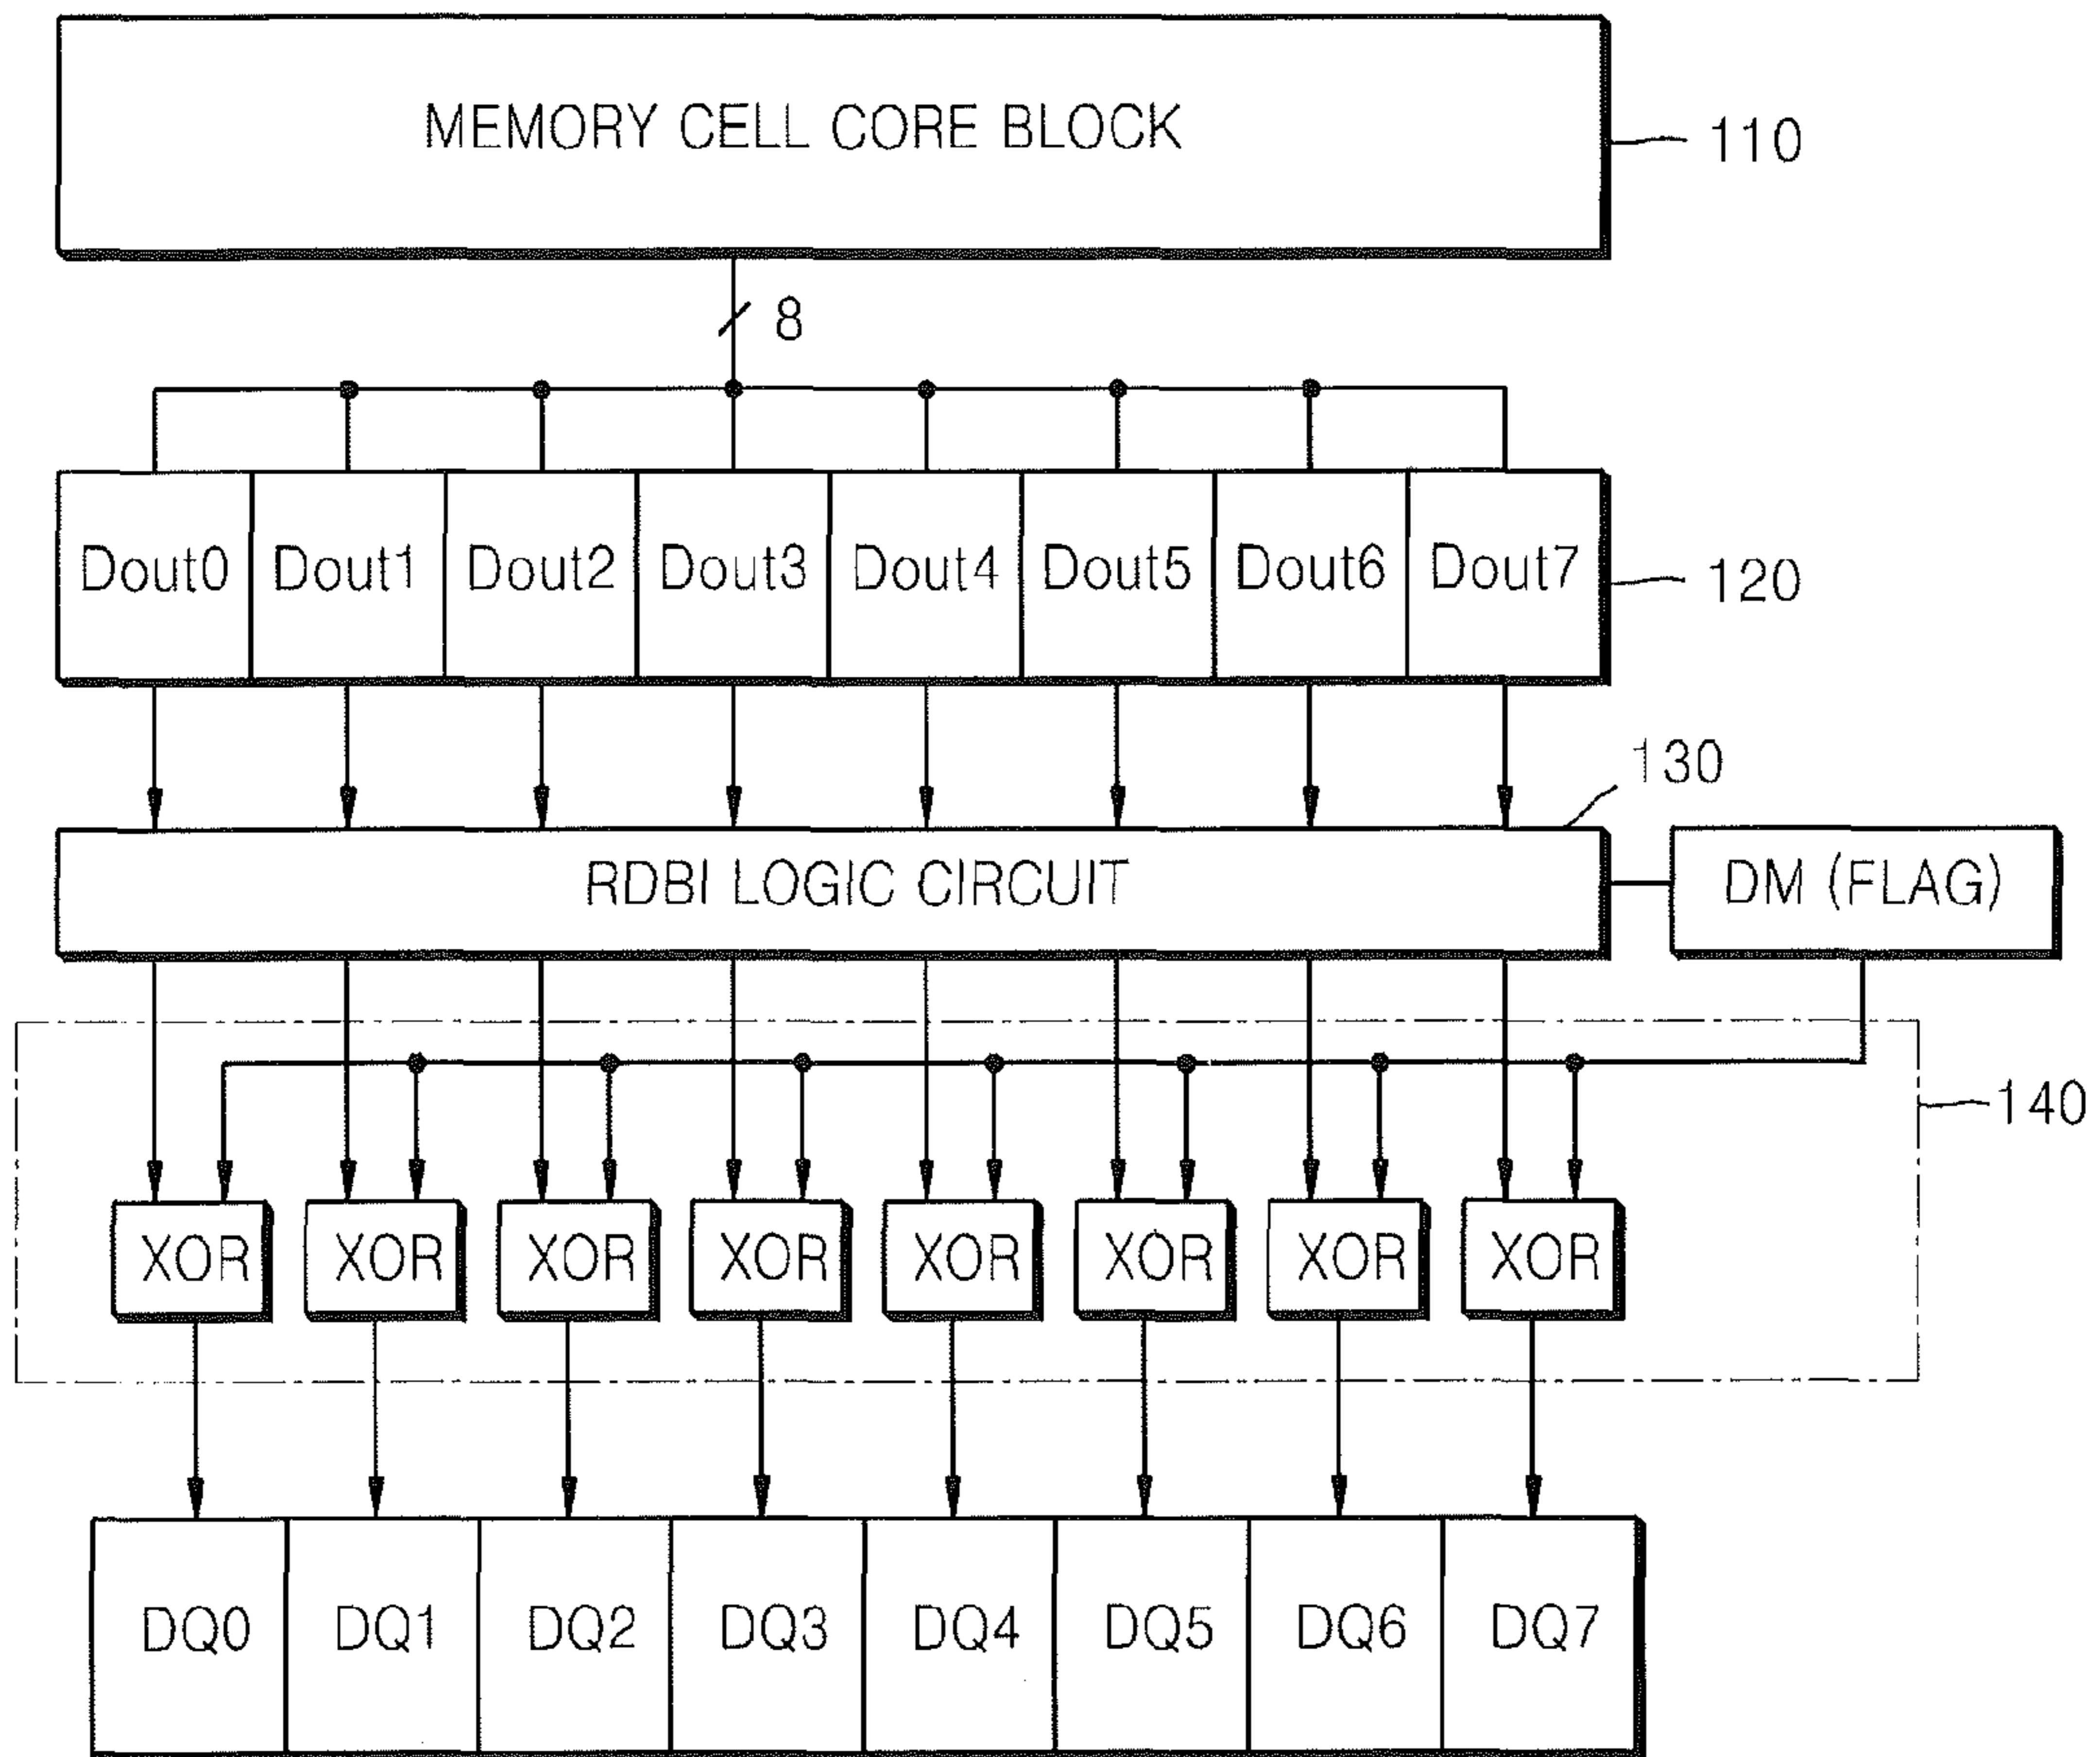 MEMORY CELL CORE BLOCK
110
8
Dout0 Dout1 Dout2 Dout3 Dout4 Dout5 Dout6 Dout7
120
130
RDBI LOGIC CIRCUIT
DM (FLAG)
140
XOR XOR XOR XOR XOR XOR XOR XOR
DQ0 DQ1 DQ2 DQ3 DQ4 DQ5 DQ6 DQ7